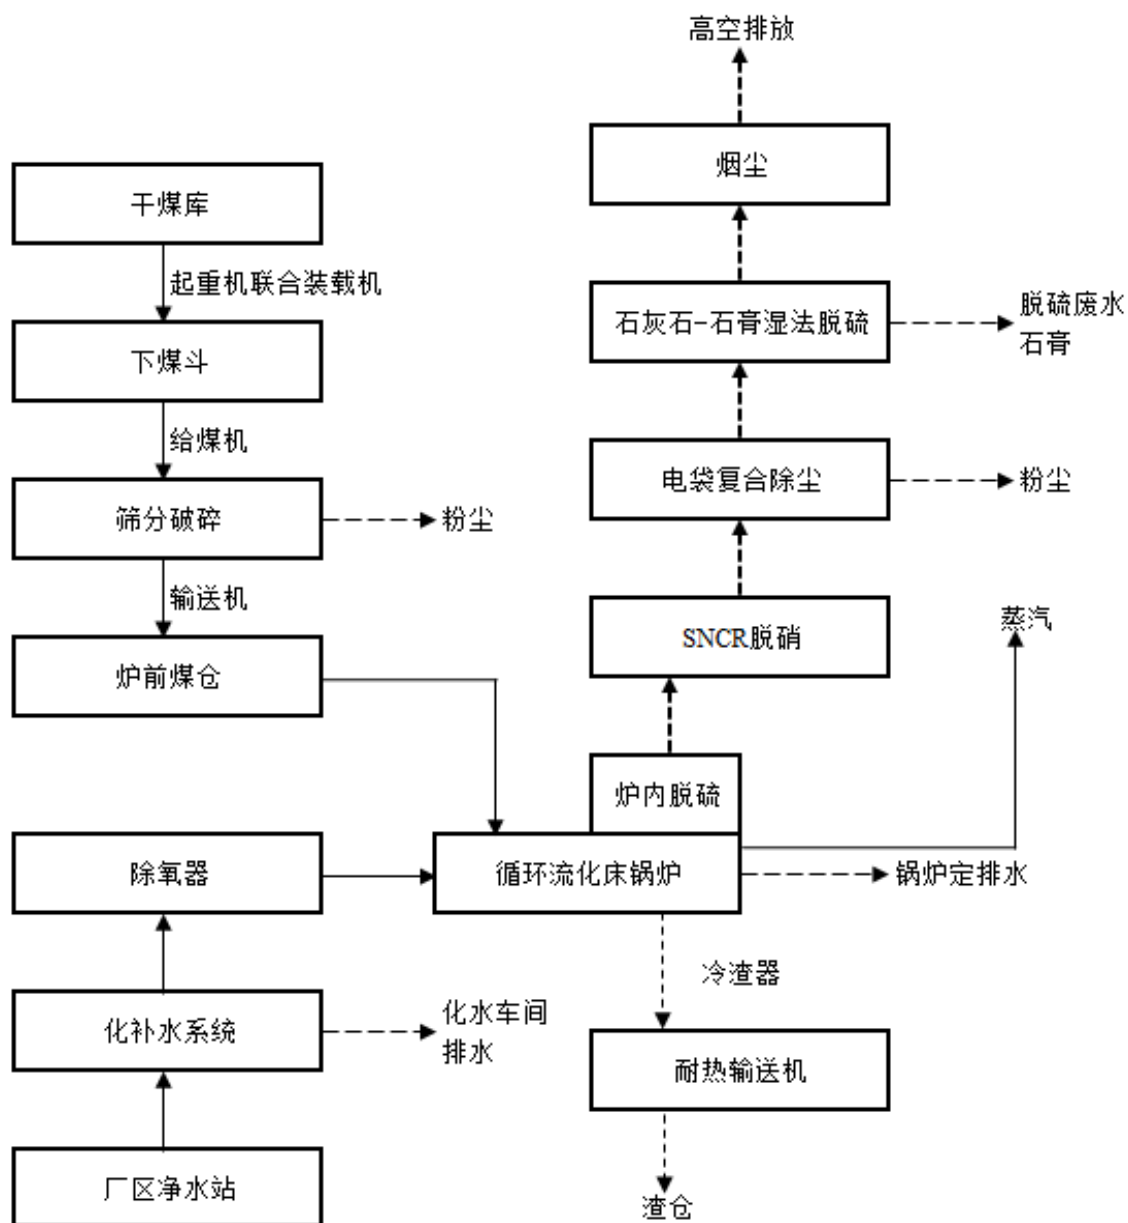 高空排放
烟尘
干煤库
起重机联合装载机
石灰石-石膏湿法脱硫
脱硫废水
石膏
下煤斗
给煤机
电袋复合除尘
粉尘
筛分破碎
粉尘
输送机
SNCR脱硝
蒸汽
炉前煤仓
炉内脱硫
除氧器
循环流化床锅炉
锅炉定排水
冷渣器
化补水系统
化水车间
排水
耐热输送机
厂区净水站
渣仓